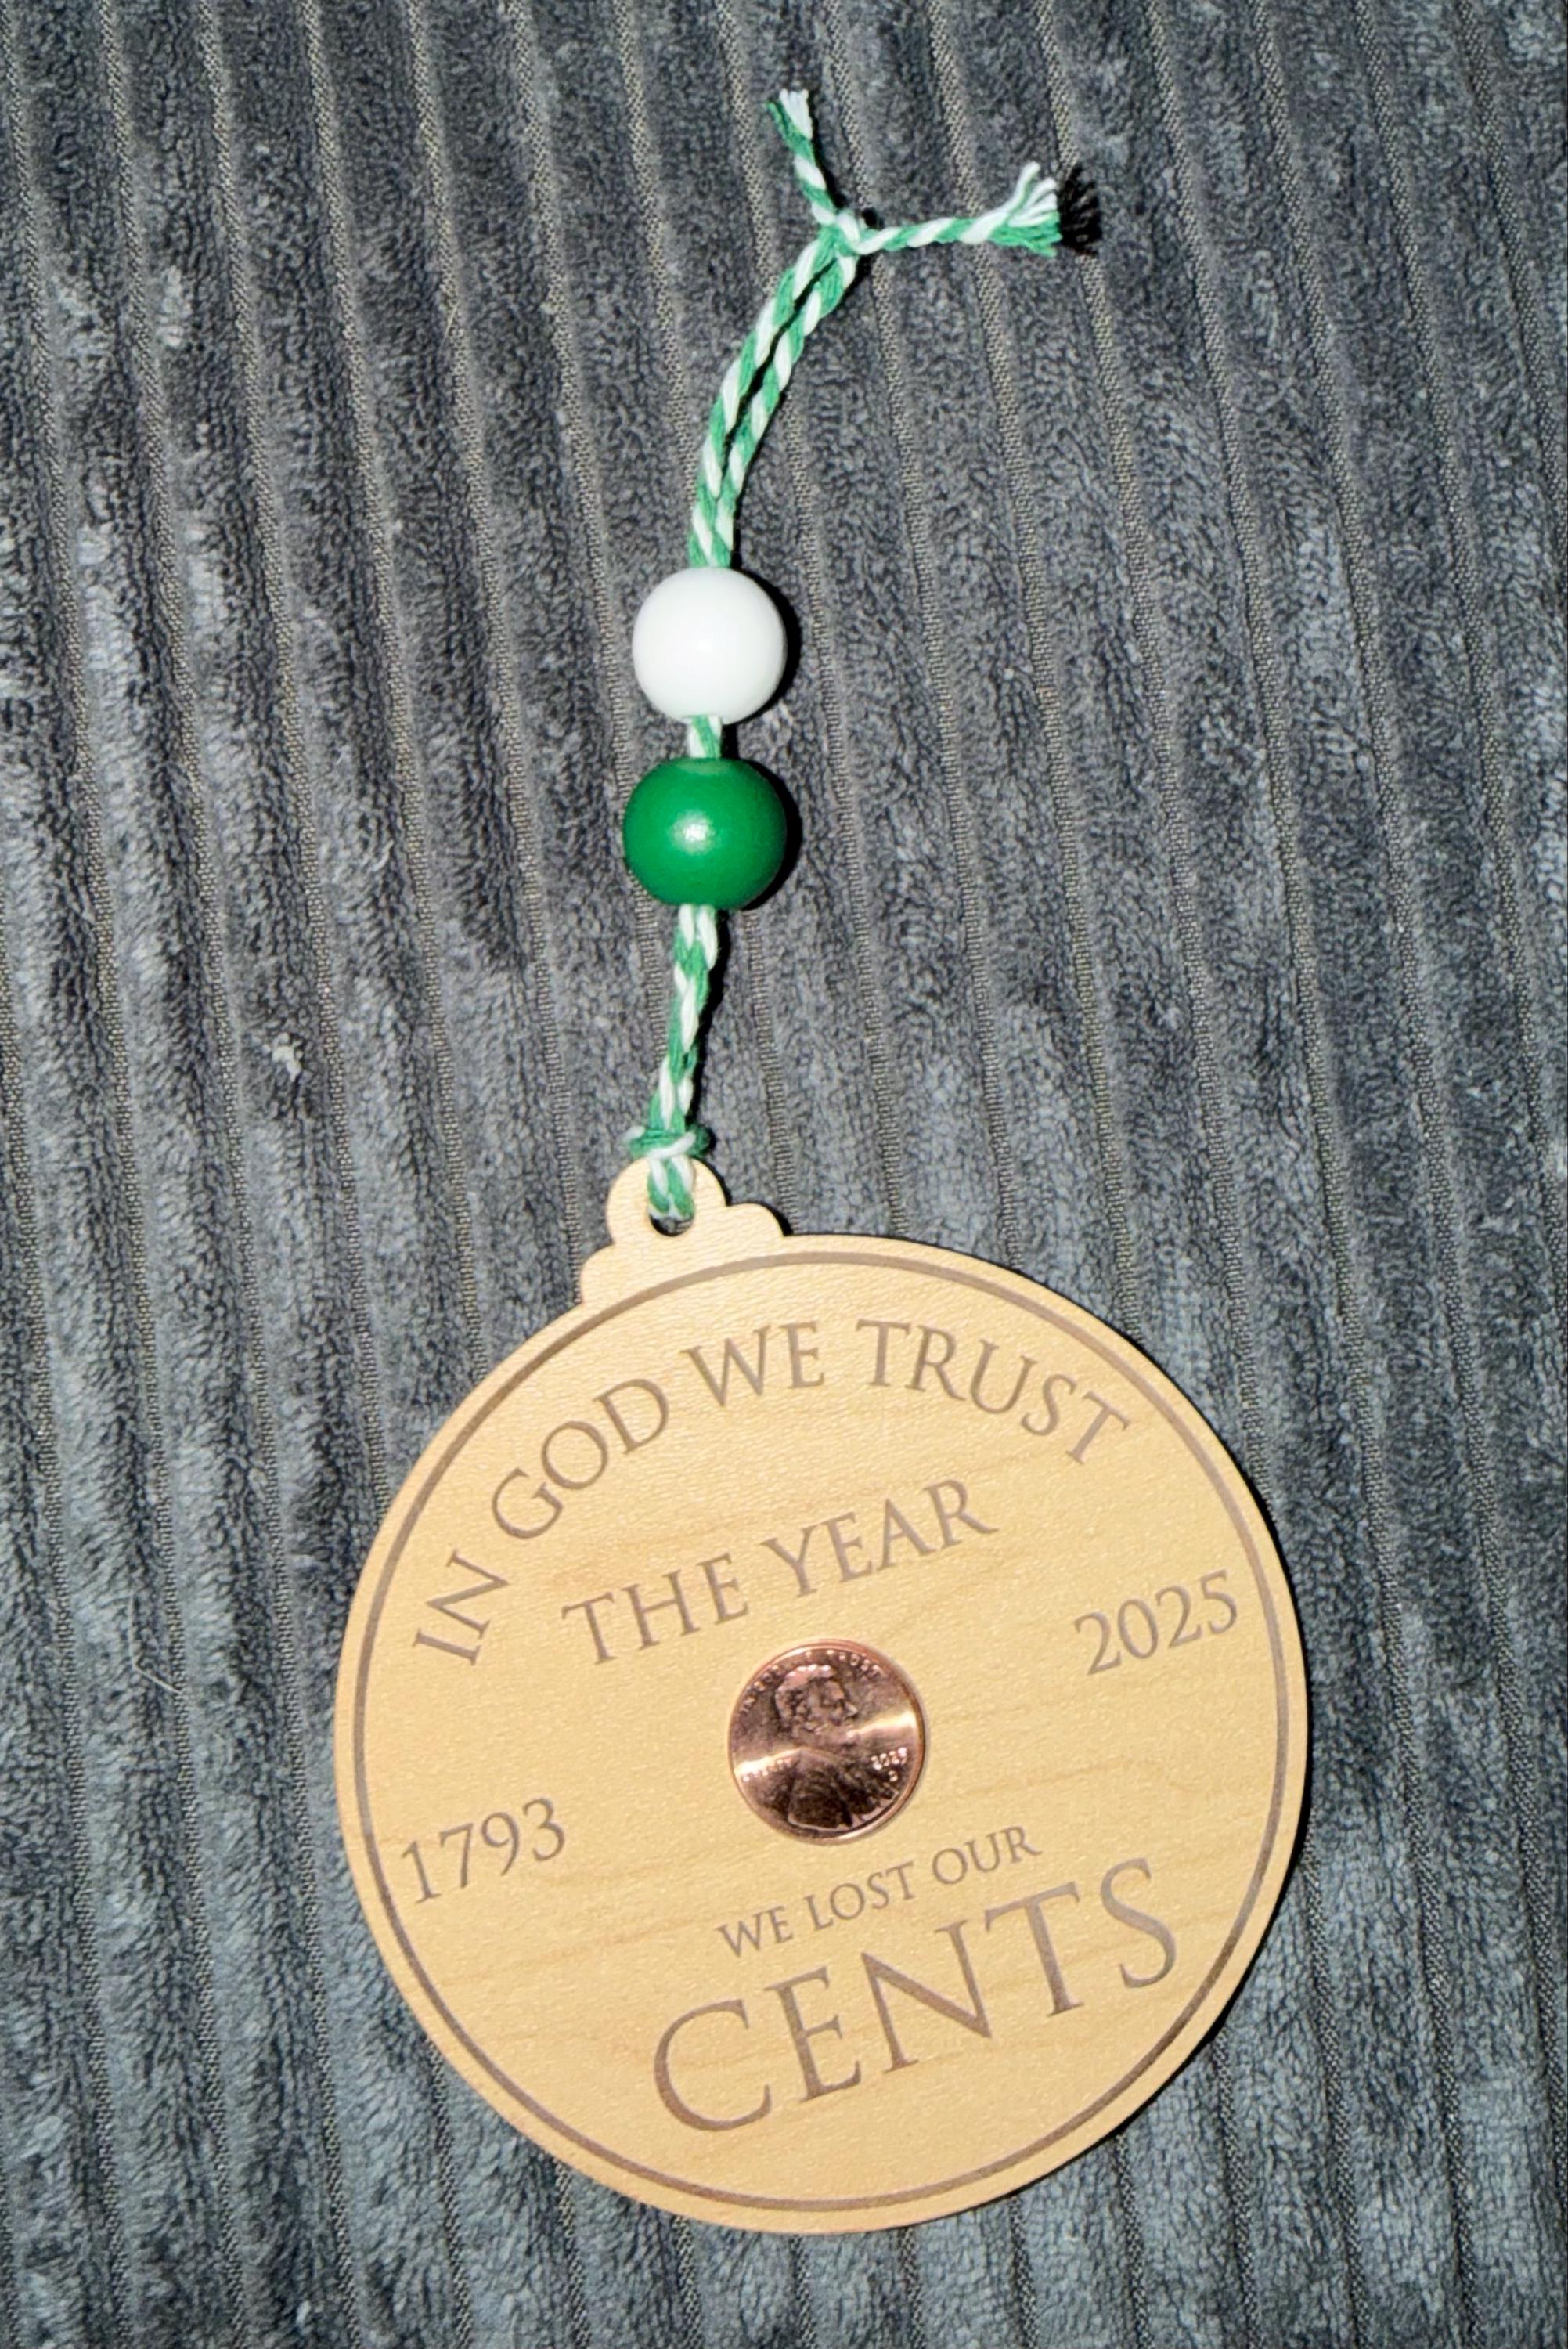 IN GOD WE TRUST
THE YEAR
1793
2025
WE LOST OUR
CENTS